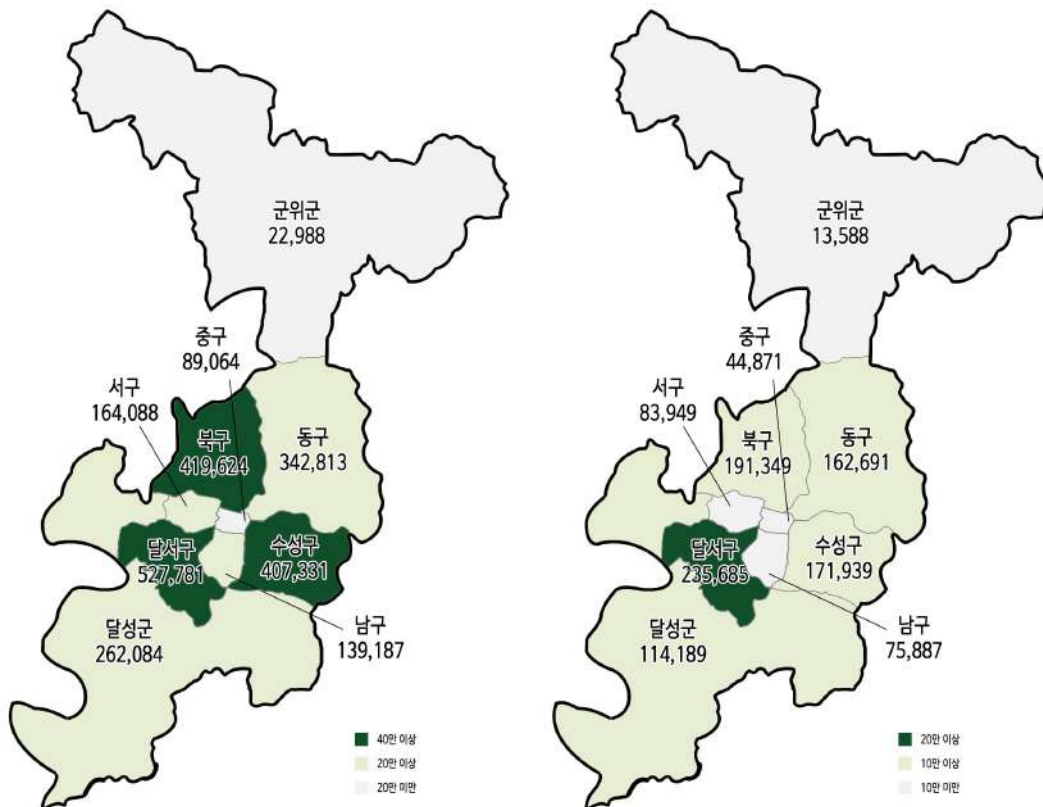 군위군
22,988
중구
89,064
서구
164,088
북구
419,624
동구
342,813
달서구
527,781
수성구
407,331
달성군
262,084
남구
139,187
40만 이상
20만 이상
20만 미만
군위군
13,588
중구
44,871
서구
83,949
북구
191,349
동구
162,691
달서구
235,685
수성구
171,939
달성군
114,189
남구
75,887
20만 이상
10만 이상
10만 미만